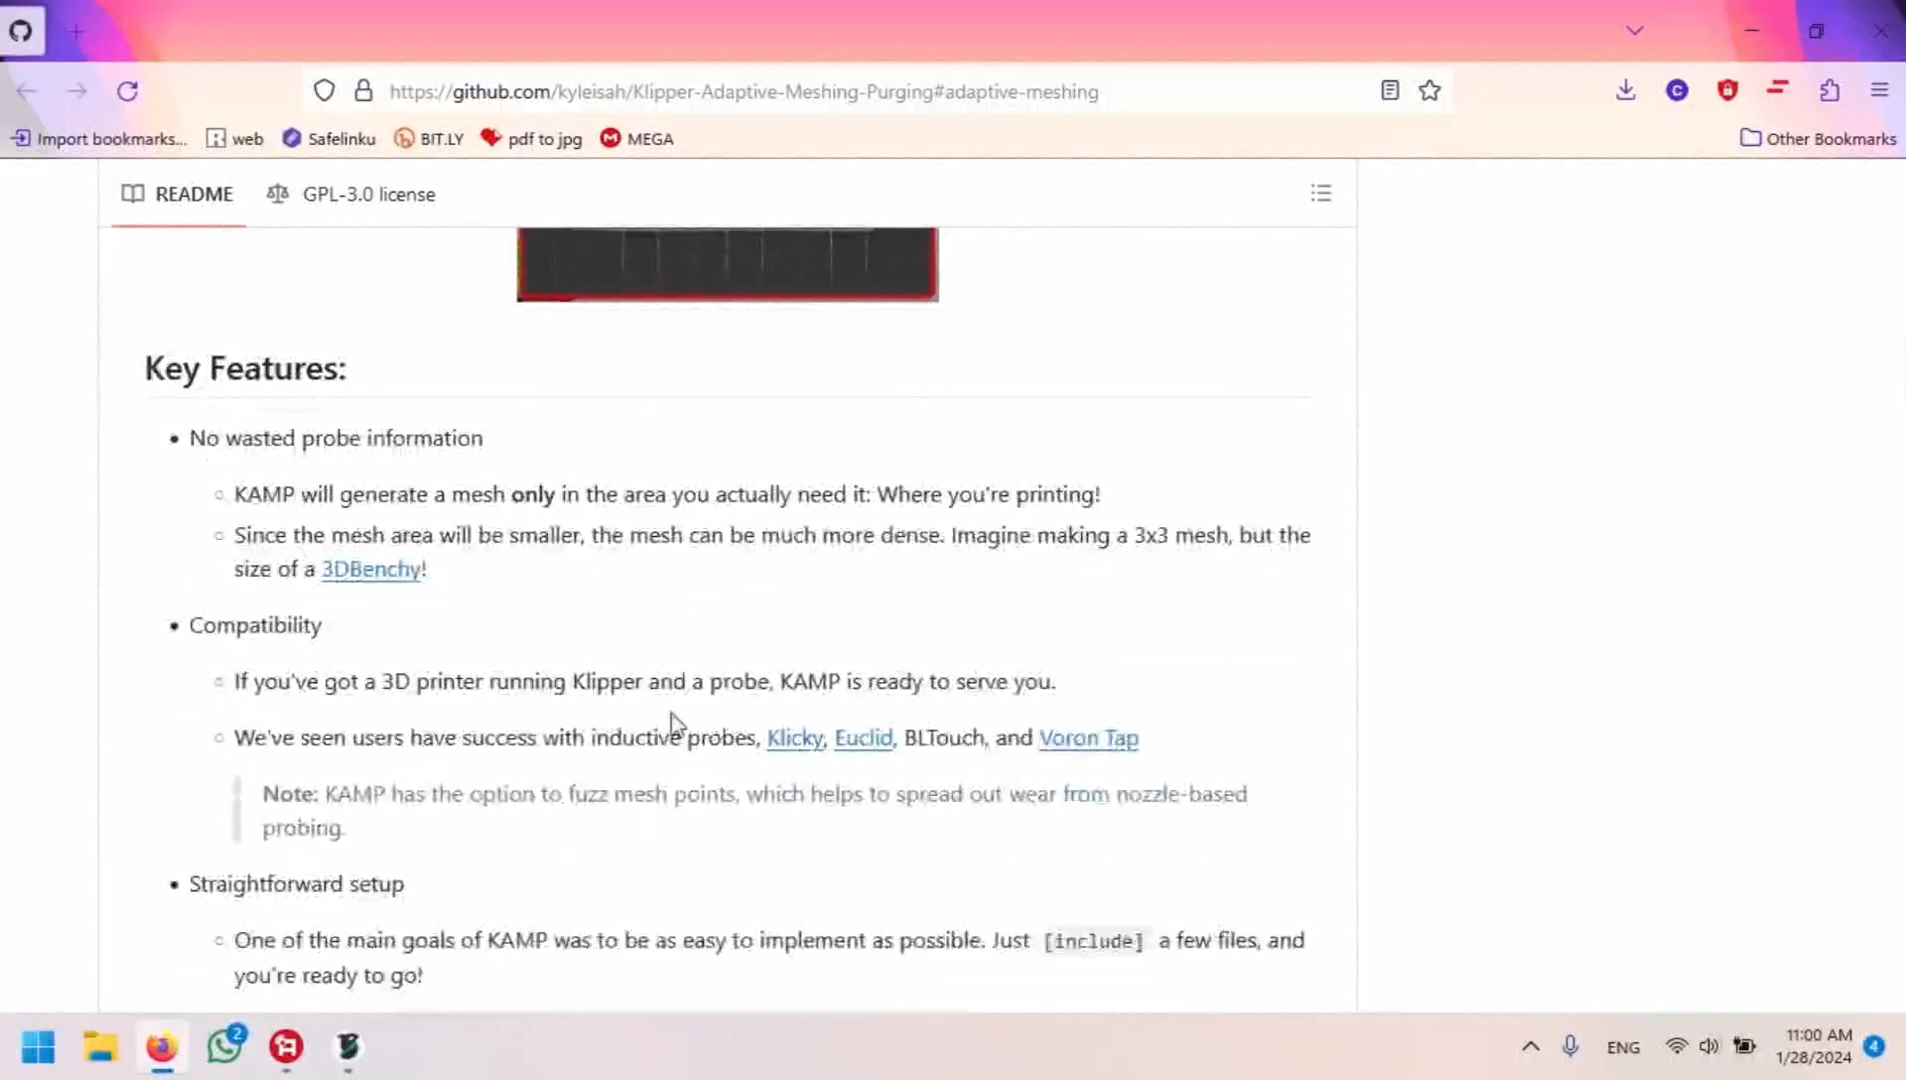 https://github.com/kyleisah/Klipper-Adaptive-Meshing-Purging#adaptive-meshing
Import bookmarks... web Safelinku BIT.LY pdf to jpg MEGA Other Bookmarks
README GPL-3.0 license
Key Features:
No wasted probe information
KAMP will generate a mesh only in the area you actually need it: Where you're printing!
Since the mesh area will be smaller, the mesh can be much more dense. Imagine making a 3x3 mesh, but the
size of a 3DBenchy!
Compatibility
If you've got a 3D printer running Klipper and a probe, KAMP is ready to serve you.
We've seen users have success with inductive probes, Klicky, Euclid, BLTouch, and Voron Tap
Note: KAMP has the option to fuzz mesh points, which helps to spread out wear from nozzle-based
probing.
Straightforward setup
One of the main goals of KAMP was to be as easy to implement as possible. Just [include] a few files, and
you're ready to go!
2
ENG
11:00 AM
1/28/2024
4